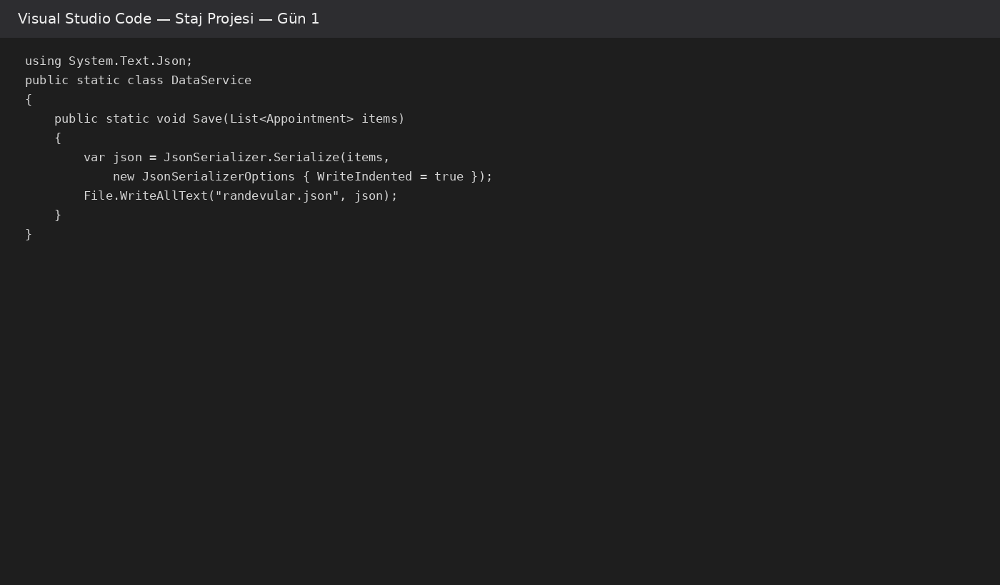 Visual Studio Code — Staj Projesi — Gün 1
using System.Text.Json;
public static class DataService
{
    public static void Save(List<Appointment> items)
    {
        var json = JsonSerializer.Serialize(items,
            new JsonSerializerOptions { WriteIndented = true });
        File.WriteAllText("randevular.json", json);
    }
}